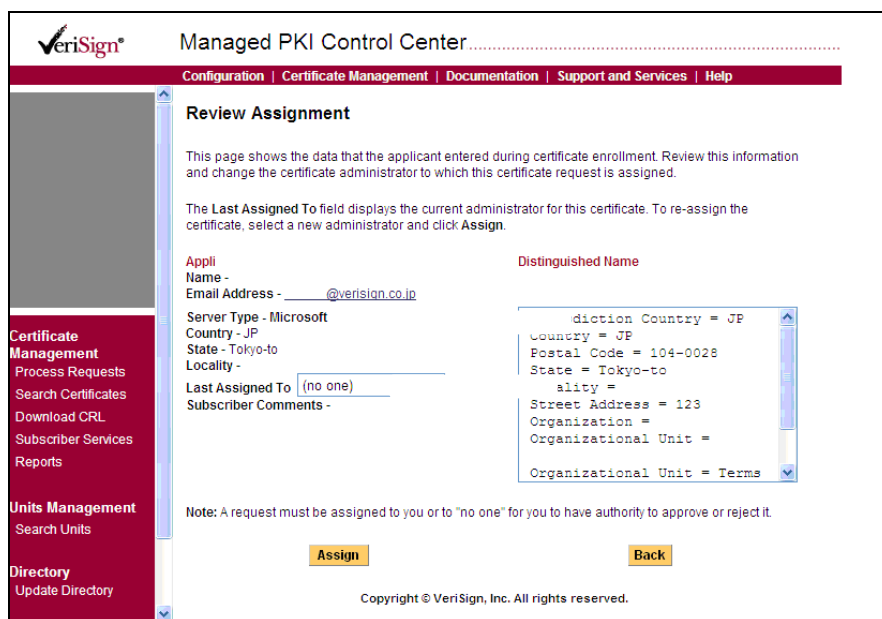 VeriSign®
Managed PKI Control Center
Configuration | Certificate Management | Documentation | Support and Services | Help
Review Assignment
This page shows the data that the applicant entered during certificate enrollment. Review this information
and change the certificate administrator to which this certificate request is assigned.
The Last Assigned To field displays the current administrator for this certificate. To re-assign the
certificate, select a new administrator and click Assign.
Appli
Name -
Email Address - @verisign.co.jp
Server Type - Microsoft
Country - JP
State - Tokyo-to
Locality -
Last Assigned To (no one)
Subscriber Comments -
Distinguished Name
diction Country = JP
Country = JP
Postal Code = 104-0028
State = Tokyo-to
ality =
Street Address = 123
Organization =
Organizational Unit =
Organizational Unit = Terms
Note: A request must be assigned to you or to "no one" for you to have authority to approve or reject it.
Assign
Back
Copyright © VeriSign, Inc. All rights reserved.
Certificate
Management
Process Requests
Search Certificates
Download CRL
Subscriber Services
Reports
Units Management
Search Units
Directory
Update Directory